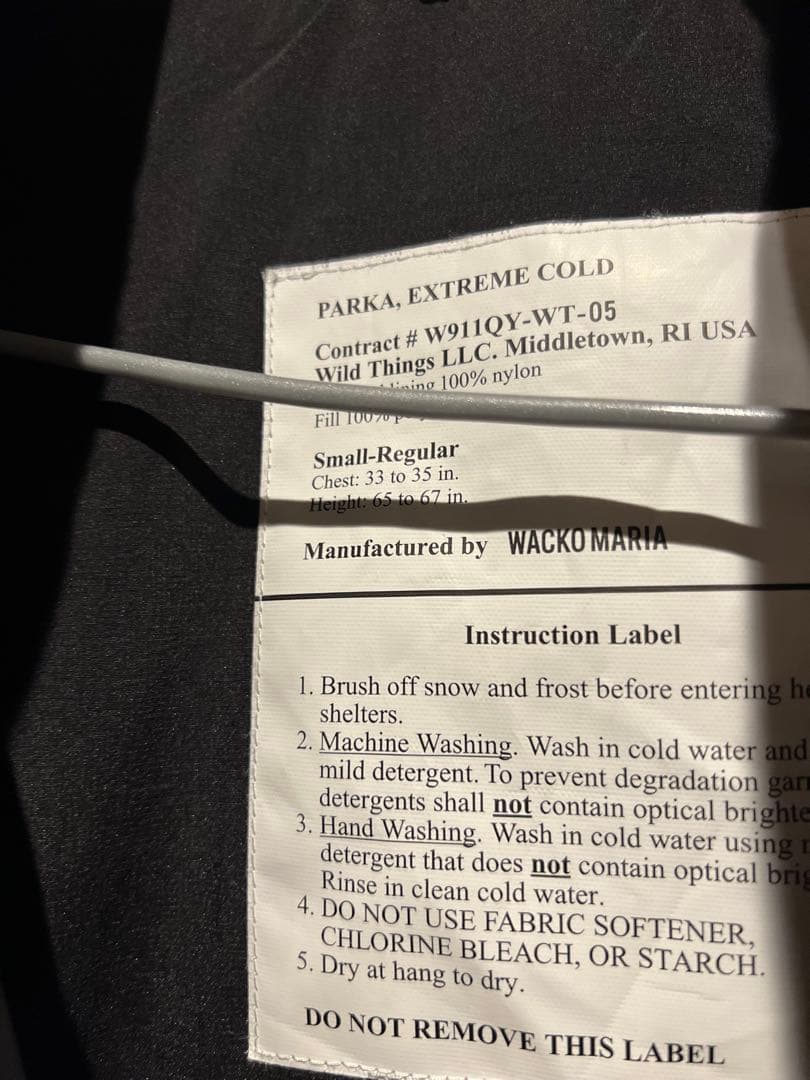 PARKA, EXTREME COLD
Contract # W911QY-WT-05
Wild Things LLC. Middletown, RI USA
100% nylon
Fill 100%
Small-Regular
Chest: 33 to 35 in.
Height: 65 to 67 in.
Manufactured by WACKO MARIA
Instruction Label
1. Brush off snow and frost before entering
shelters.
2. Machine Washing. Wash in cold water and
mild detergent. To prevent degradation
detergents shall not contain optical
3. Hand Washing. Wash in cold water using
detergent that does not contain optical
Rinse in clean cold water.
4. DO NOT USE FABRIC SOFTENER,
CHLORINE BLEACH, OR STARCH.
5. Dry at hang to dry.
DO NOT REMOVE THIS LABEL